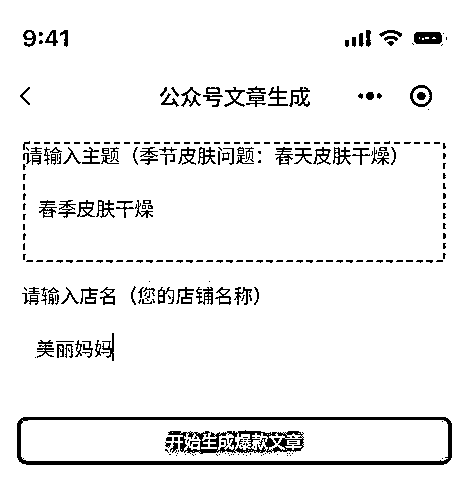 9:41
公众号文章生成
请输入主题（季节皮肤问题：春天皮肤干燥）
春季皮肤干燥
请输入店名（您的店铺名称）
美丽妈妈
开始生成爆款文章